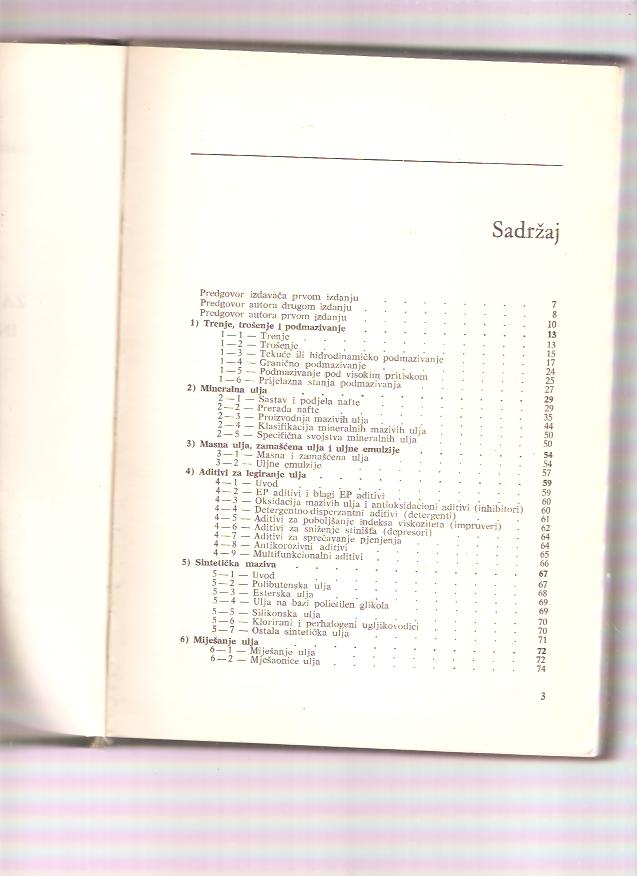 Sadržaj
Predgovor izdavača prvom izdanju . . . . . . . 7
Predgovor autora drugom izdanju . . . . . . . 8
Predgovor autora prvom izdanju . . . . . . . 10
1) Trenje, trošenje i podmazivanje . . . . . . . 13
1—1 — Trenje . . . . . . . 13
1—2 — Trošenje . . . . . . . 15
1—3 — Tekuće ili hidrodinamičko podmazivanje . . . . 17
1—4 — Granično podmazivanje . . . . . 24
1—5 — Podmazivanje pod visokim pritiskom . . . . 25
1—6 — Prijelazna stanja podmazivanja . . . . . 27
2) Mineralna ulja . . . . . . . 29
2—1 — Sastav i podjela nafte . . . . . . 29
2—2 — Prerada nafte . . . . . . . 35
2—3 — Proizvodnja mazivih ulja . . . . . . 44
2—4 — Klasifikacija mineralnih mazivih ulja . . . . 50
2—5 — Specifična svojstva mineralnih ulja . . . . 50
3) Masna ulja, zamašćena ulja i uljne emulzije . . . . 54
3—1 — Masna i zamašćena ulja . . . . . . 54
3—2 — Uljne emulzije . . . . . . . 57
4) Aditivi za legiranje ulja . . . . . . . 59
4—1 — Uvod . . . . . . . 59
4—2 — EP aditivi i blagi EP aditivi . . . . . 60
4—3 — Oksidacija mazivih ulja i antioksidacioni aditivi (inhibitori) 60
4—4 — Detergentno-disperzantni aditivi (detergenti) . . . 61
4—5 — Aditivi za poboljšanje indeksa viskoziteta (impruveri) . 62
4—6 — Aditivi za sniženje stiništa (depresori) . . . . 64
4—7 — Aditivi za sprečavanje pjenjenja . . . . . 64
4—8 — Antikorozivni aditivi . . . . . . 65
4—9 — Multifunkcionalni aditivi . . . . . . 66
5) Sintetička maziva . . . . . . . 67
5—1 — Uvod . . . . . . . 67
5—2 — Polibutenska ulja . . . . . . . 68
5—3 — Esterska ulja . . . . . . . 69
5—4 — Ulja na bazi polietilen glikola . . . . . 69
5—5 — Silikonska ulja . . . . . . . 70
5—6 — Klorirani i perhalogeni ugljikovodici . . . . 70
5—7 — Ostala sintetička ulja . . . . . . 71
6) Miješanje ulja . . . . . . . 72
6—1 — Miješanje ulja . . . . . . . 72
6—2 — Mješaonice ulja . . . . . . . 74
3